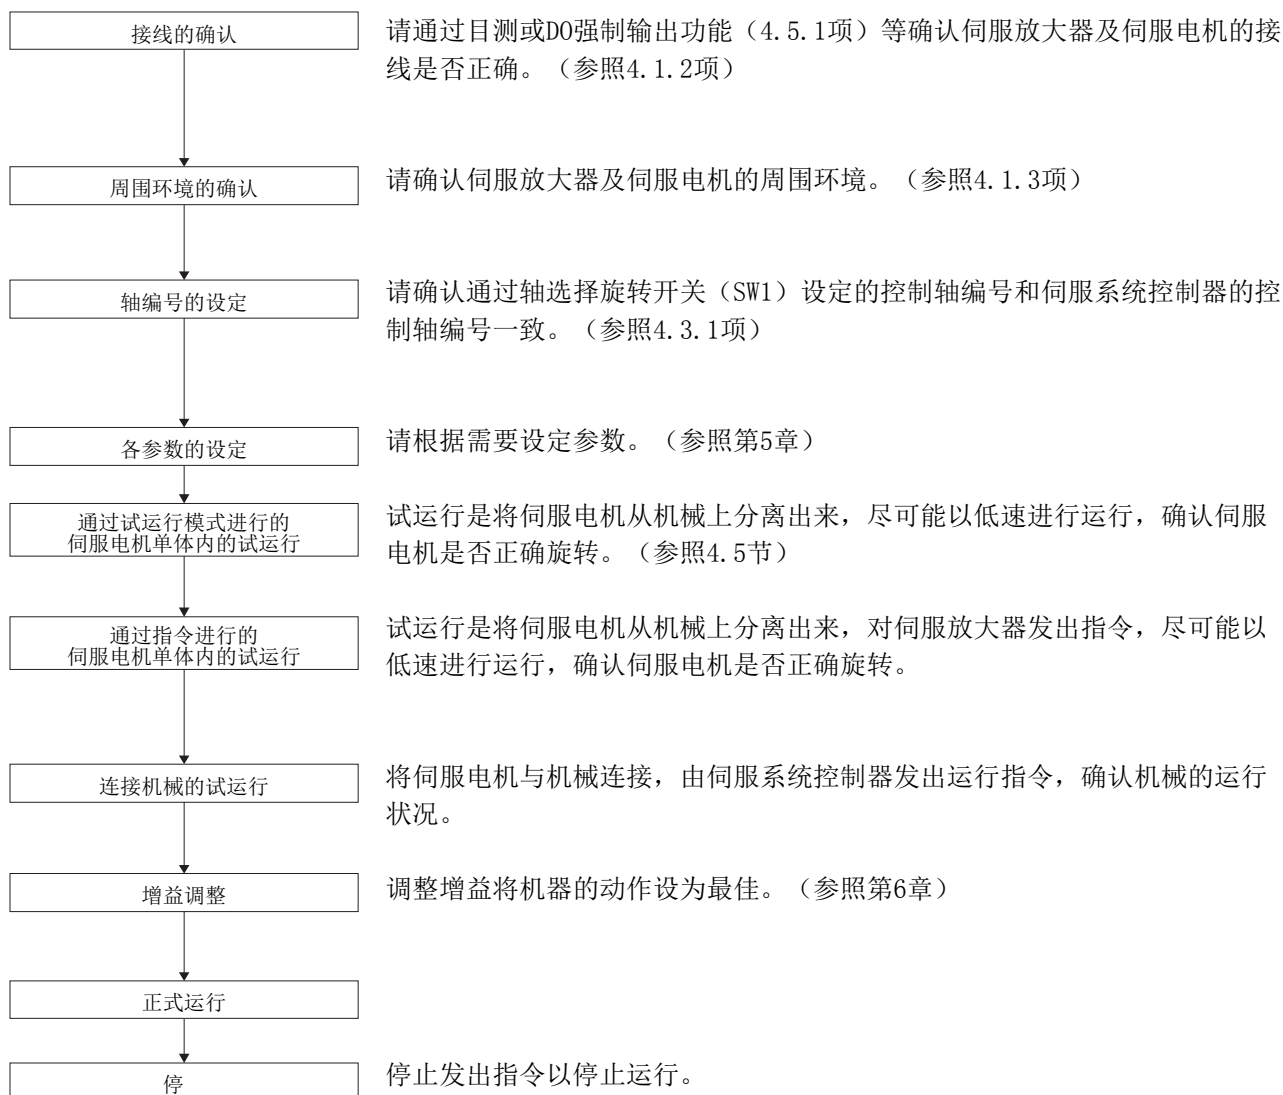 接线的确认
请通过目测或DO强制输出功能（4.5.1项）等确认伺服放大器及伺服电机的接
线是否正确。（参照4.1.2项）
周围环境的确认
请确认伺服放大器及伺服电机的周围环境。（参照4.1.3项）
轴编号的设定
请确认通过轴选择旋转开关（SW1）设定的控制轴编号和伺服系统控制器的控
制轴编号一致。（参照4.3.1项）
各参数的设定
请根据需要设定参数。（参照第5章）
通过试运行模式进行的
伺服电机单体内的试运行
试运行是将伺服电机从机械上分离出来，尽可能以低速进行运行，确认伺服
电机是否正确旋转。（参照4.5节）
通过指令进行的
伺服电机单体内的试运行
试运行是将伺服电机从机械上分离出来，对伺服放大器发出指令，尽可能以
低速进行运行，确认伺服电机是否正确旋转。
连接机械的试运行
将伺服电机与机械连接，由伺服系统控制器发出运行指令，确认机械的运行
状况。
增益调整
调整增益将机器的动作设为最佳。（参照第6章）
正式运行
停
停止发出指令以停止运行。